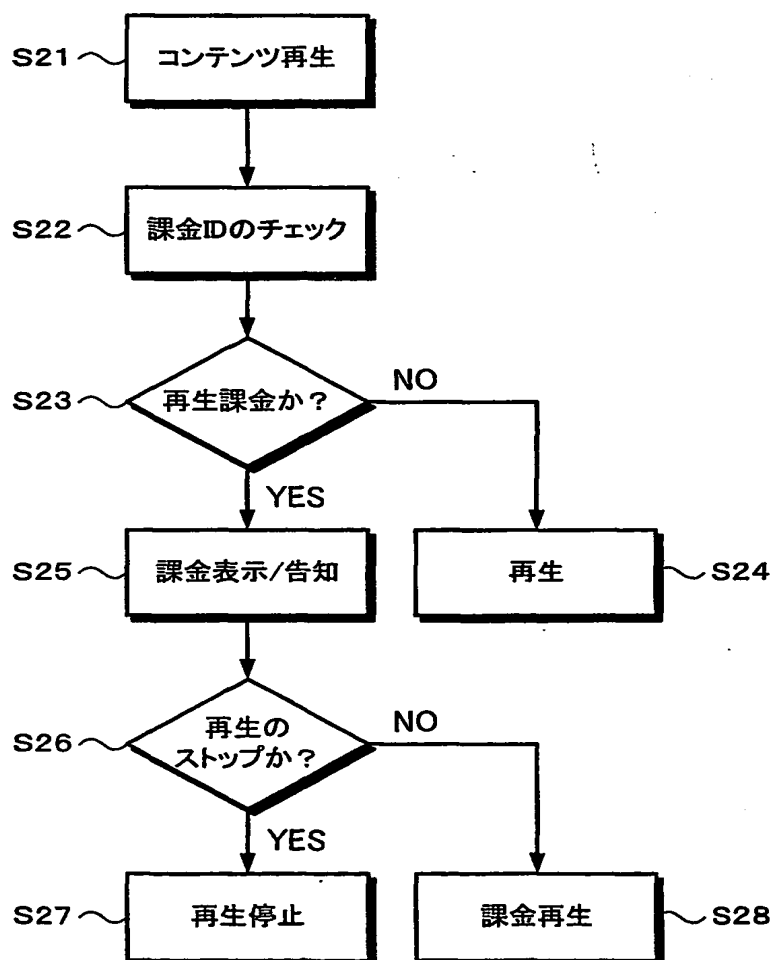 S21
コンテンツ再生
S22
課金IDのチェック
S23
再生課金か?
NO
YES
S25
課金表示/告知
再生
S24
S26
再生の
ストップか?
NO
YES
S27
再生停止
課金再生
S28